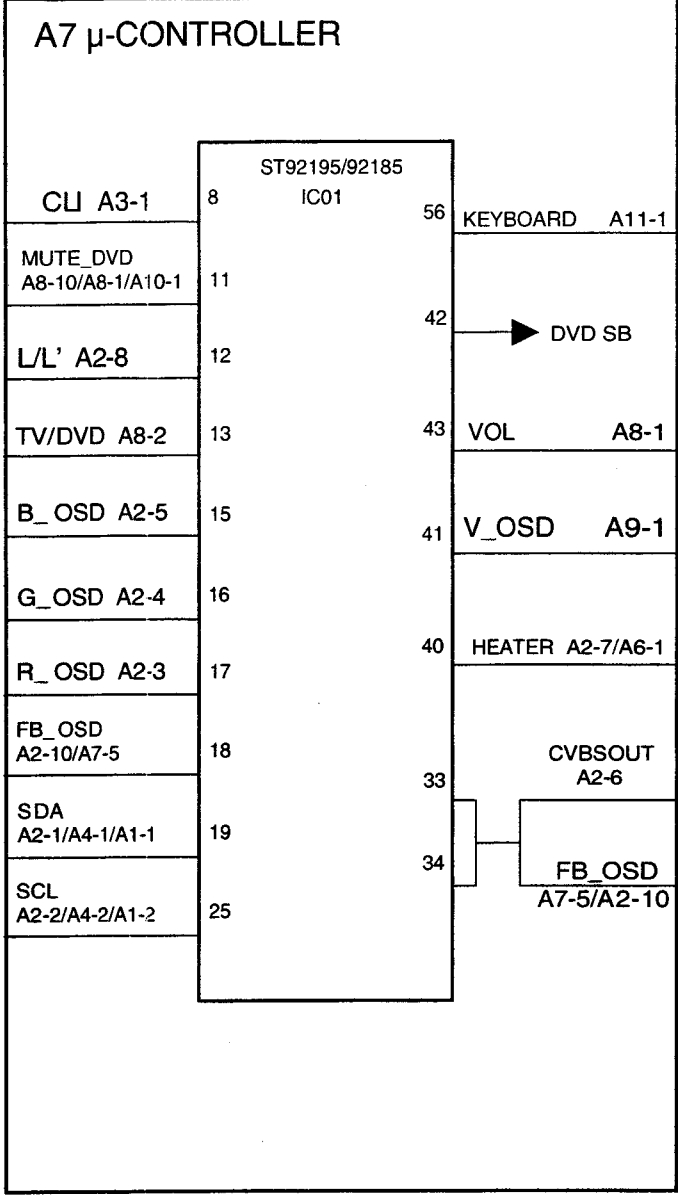 A7 µ-CONTROLLER
ST92195/92185
IC01
CLI A3-1
8
MUTE_DVD
A8-10/A8-1/A10-1
11
L/L' A2-8
12
TV/DVD A8-2
13
B_ OSD A2-5
15
G_OSD A2-4
16
R_ OSD A2-3
17
FB_OSD
A2-10/A7-5
18
SDA
A2-1/A4-1/A1-1
19
SCL
A2-2/A4-2/A1-2
25
56
KEYBOARD A11-1
42
DVD SB
43
VOL A8-1
41
V_OSD A9-1
40
HEATER A2-7/A6-1
33
CVBSOUT
A2-6
34
FB_OSD
A7-5/A2-10